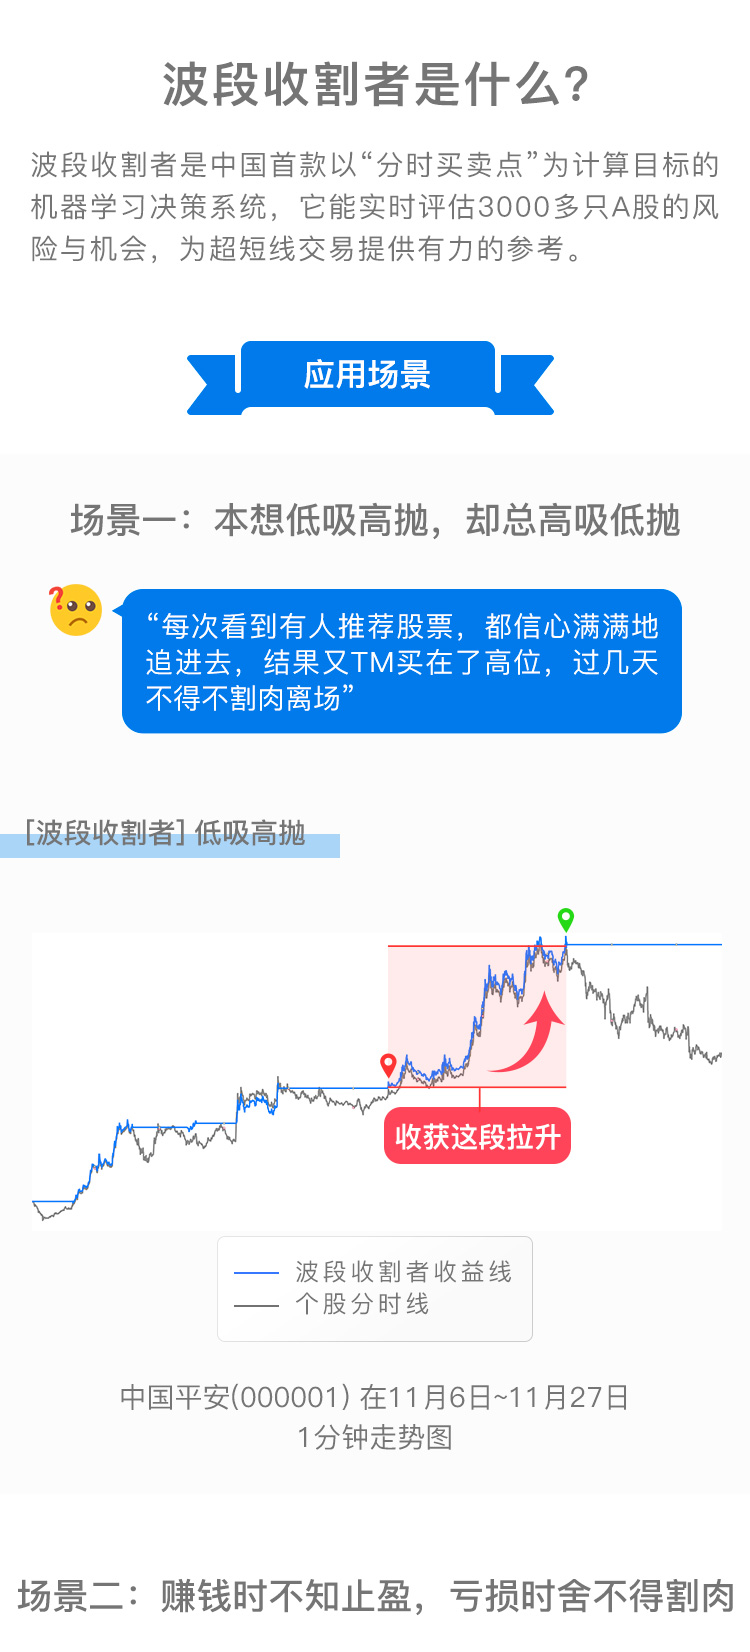 波段收割者是什么?
波段收割者是中国首款以“分时买卖点”为计算目标的
机器学习决策系统，它能实时评估3000多只A股的风
险与机会，为超短线交易提供有力的参考。
应用场景
场景一：本想低吸高抛，却总高吸低抛
“每次看到有人推荐股票，都信心满满地
追进去，结果又TM买在了高位，过几天
不得不割肉离场”
[波段收割者] 低吸高抛
收获这段拉升
波段收割者收益线
个股分时线
中国平安(000001) 在11月6日~11月27日
1分钟走势图
场景二：赚钱时不知止盈，亏损时舍不得割肉